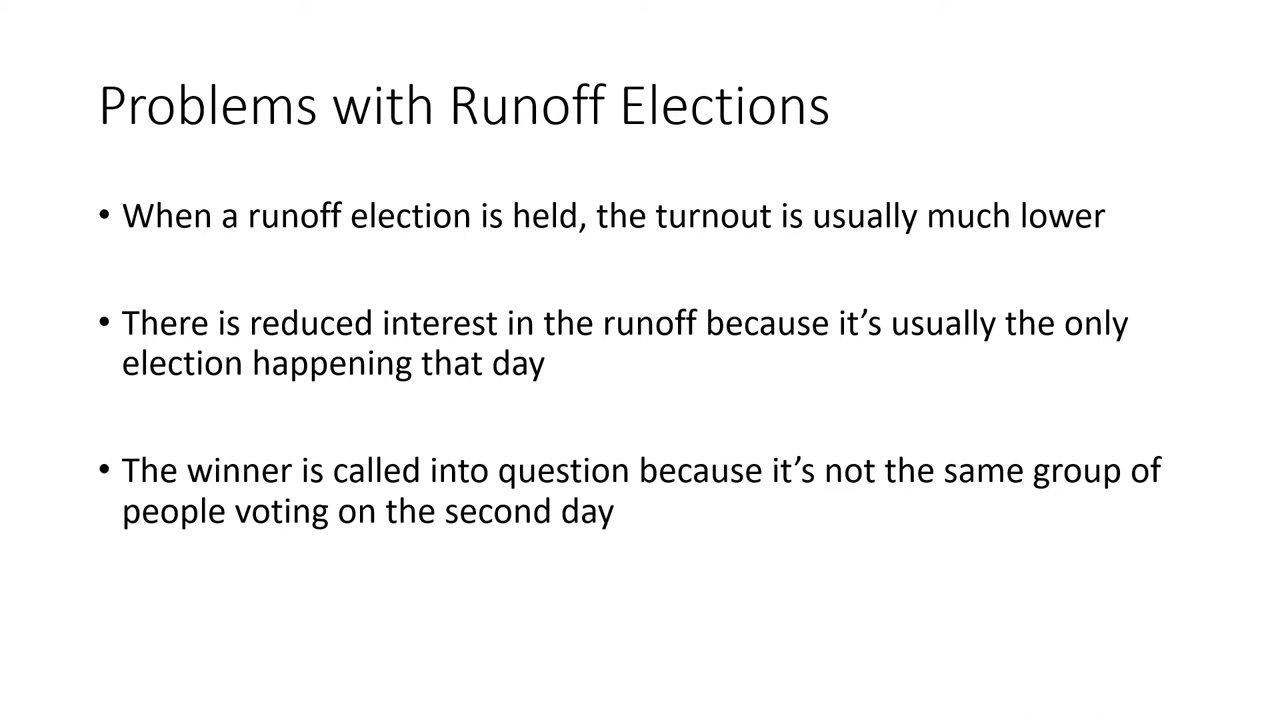 Problems with Runoff Elections
• When a runoff election is held, the turnout is usually much lower
• There is reduced interest in the runoff because it’s usually the only
election happening that day
• The winner is called into question because it’s not the same group of
people voting on the second day